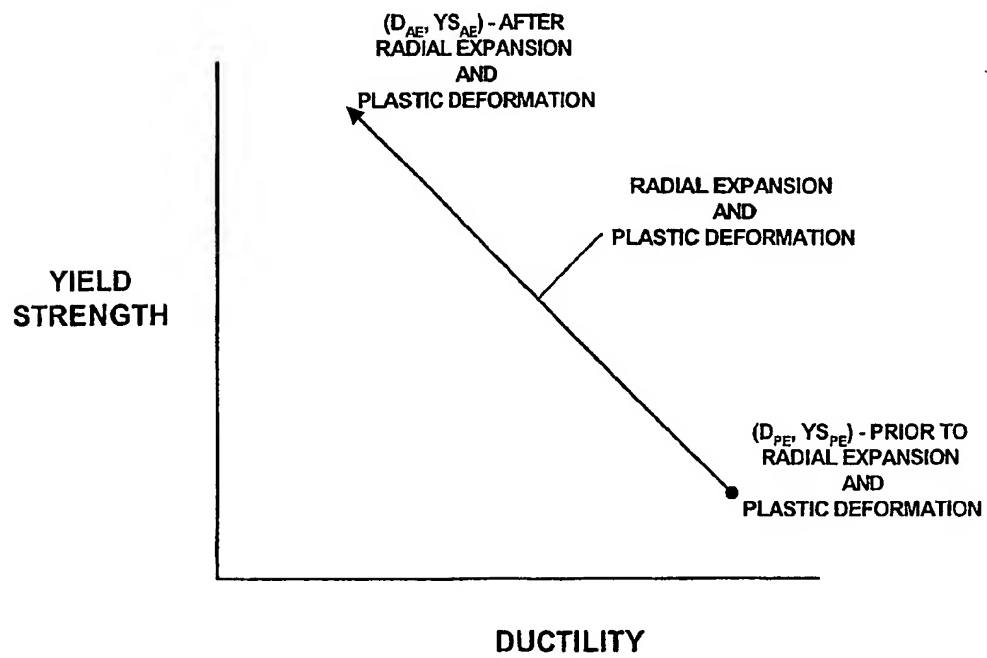 (D_AE, YS_AE) - AFTER
RADIAL EXPANSION
AND
PLASTIC DEFORMATION
RADIAL EXPANSION
AND
PLASTIC DEFORMATION
YIELD
STRENGTH
(D_PE, YS_PE) - PRIOR TO
RADIAL EXPANSION
AND
PLASTIC DEFORMATION
DUCTILITY